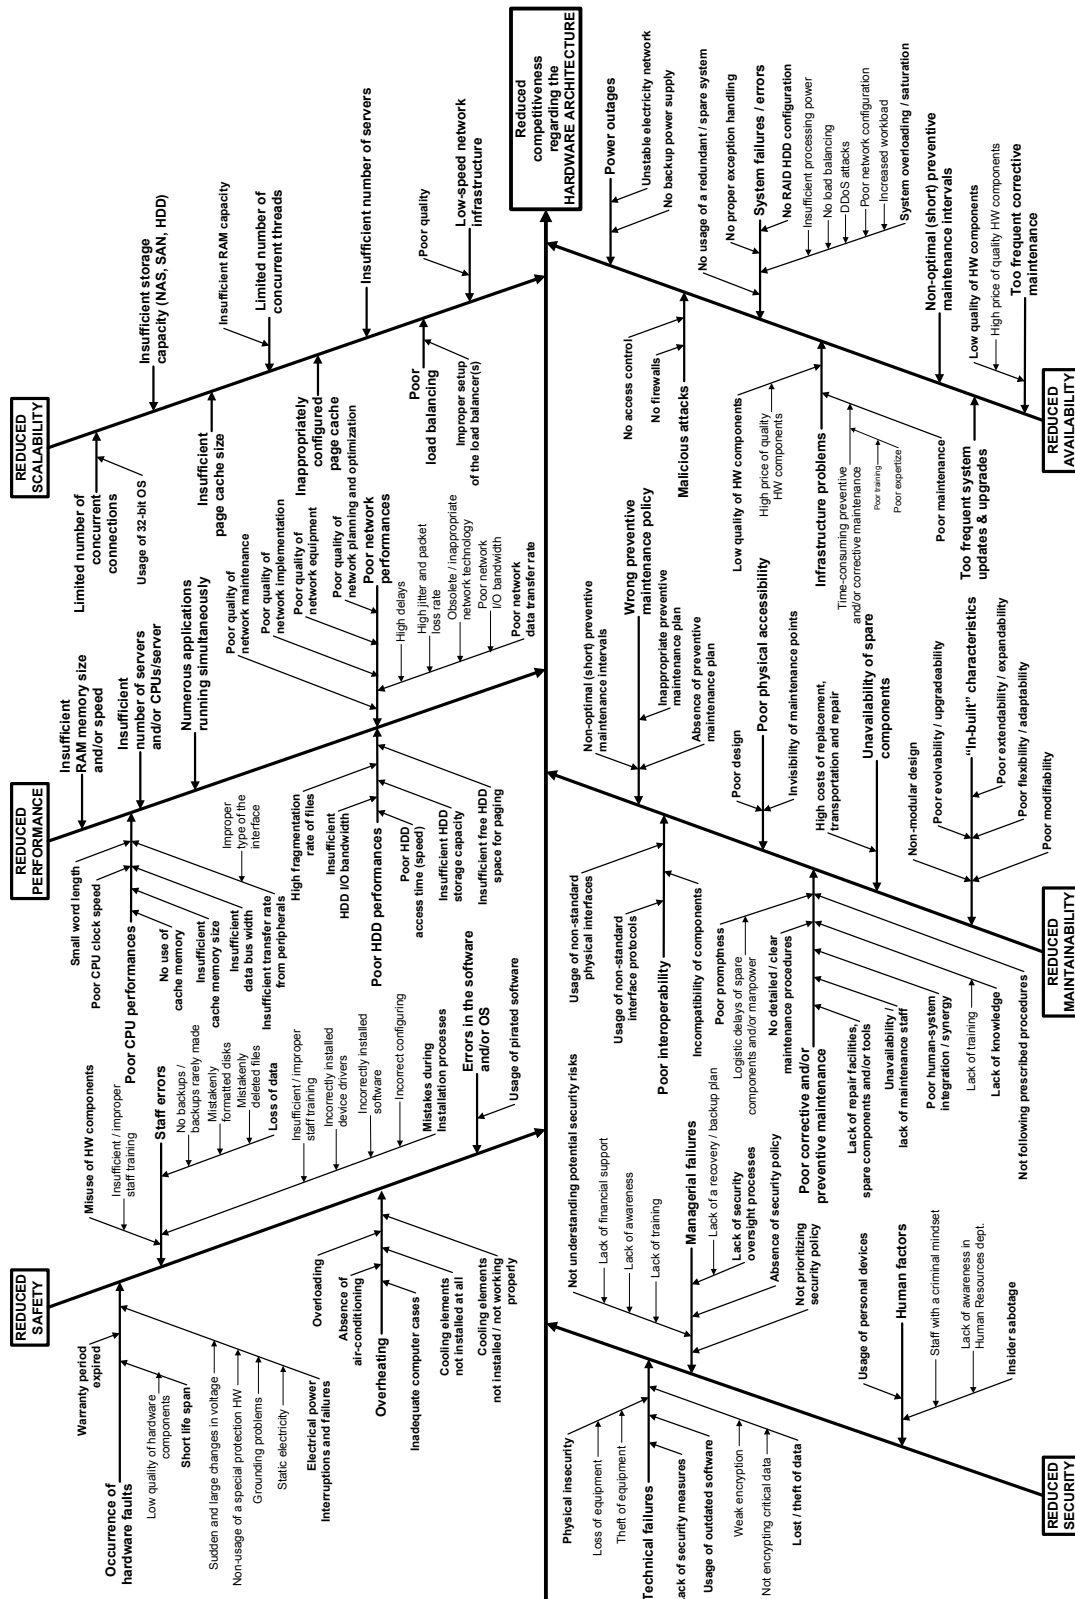 REDUCED
SAFETY
Occurrence of
hardware faults
Warranty period
expired
Low quality of hardware
components
Short life span
Sudden and large changes in voltage
Non-usage of a special protection HW
Grounding problems
Static electricity
Electrical power
Interruptions and failures
Misuse of HW components
Insufficient / improper
staff training
Staff errors
No backups /
backups rarely made
Mistakenly
formatted disks
Mistakenly
deleted files
Loss of data
Insufficient / improper
staff training
Incorrectly installed
device drivers
Incorrectly installed
software
Incorrect configuring
Mistakes during
Installation processes
Overloading
Absence of
air-conditioning
Overheating
Inadequate computer cases
Cooling elements
not installed at all
Cooling elements
not installed / not working
properly
Errors in the software
and/or OS
Usage of pirated software
REDUCED
PERFORMANCE
Insufficient
RAM memory size
and/or speed
Small word length
Poor CPU clock speed
Poor CPU performances
No use of
cache memory
Insufficient
cache memory size
Insufficient
data bus width
Insufficient transfer rate
from peripherals
Improper
type of the
interface
Insufficient
number of servers
and/or CPUs/server
Numerous applications
running simultaneously
High fragmentation
rate of files
Insufficient
HDD I/O bandwidth
Poor HDD performances
Poor HDD
access time (speed)
Insufficient HDD
storage capacity
Insufficient free HDD
space for paging
Poor quality of
network maintenance
Poor quality of
network implementation
Poor quality of
network equipment
Poor quality of
network planning and optimization
Poor network
performances
High delays
High jitter and packet
loss rate
Obsolete / inappropriate
network technology
Poor network
I/O bandwidth
Poor network
data transfer rate
REDUCED
SCALABILITY
Limited number of
concurrent
connections
Usage of 32-bit OS
Insufficient storage
capacity (NAS, SAN, HDD)
Insufficient
page cache size
Insufficient RAM capacity
Limited number of
concurrent threads
Inappropriately
configured
page cache
Insufficient number of servers
Poor
load balancing
Improper setup
of the load balancer(s)
Poor quality
Low-speed network
infrastructure
Reduced
competitiveness
regarding the
HARDWARE ARCHITECTURE
Physical insecurity
Loss of equipment
Theft of equipment
Technical failures
ack of security measures
Usage of outdated software
Weak encryption
Not encrypting critical data
Lost / theft of data
Not understanding potential security risks
Lack of financial support
Lack of awareness
Lack of training
Managerial failures
Lack of a recovery / backup plan
Lack of security
oversight processes
Absence of security policy
Not prioritizing
security policy
Usage of personal devices
Human factors
Staff with a criminal mindset
Lack of awareness in
Human Resources dept.
Insider sabotage
REDUCED
SECURITY
Usage of non-standard
physical interfaces
Usage of non-standard
interface protocols
Poor interoperability
Incompatibility of components
Non-optimal (short) preventive
maintenance intervals
Wrong preventive
maintenance policy
Inappropriate preventive
maintenance plan
Absence of preventive
maintenance plan
Poor design
Poor physical accessibility
Invisibility of maintenance points
Poor promptness
Logistic delays of spare
components and/or manpower
No detailed / clear
maintenance procedures
Poor corrective and/or
preventive maintenance
Lack of repair facilities,
spare components and/or tools
Unavailability /
lack of maintenance staff
Poor human-system
integration / synergy
Lack of training
Lack of knowledge
Not following prescribed procedures
High costs of replacement,
transportation and repair
Unavailability of spare
components
Non-modular design
Poor evolvability / upgradeability
“In-built” characteristics
Poor extendability / expandability
Poor flexibility / adaptability
Poor modifiability
REDUCED
MAINTAINABILITY
Power outages
Unstable electricity network
No backup power supply
No access control
No firewalls
Malicious attacks
No usage of a redundant / spare system
No proper exception handling
System failures / errors
No RAID HDD configuration
Insufficient processing power
No load balancing
DDoS attacks
Poor network configuration
Increased workload
System overloading / saturation
Low quality of HW components
High price of quality
HW components
Infrastructure problems
Time-consuming preventive
and/or corrective maintenance
Poor training
Poor expertize
Poor maintenance
Non-optimal (short) preventive
maintenance intervals
Too frequent system
updates & upgrades
Low quality of HW components
High price of quality HW components
Too frequent corrective
maintenance
REDUCED
AVAILABILITY